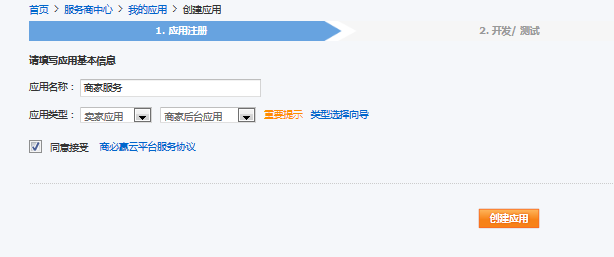 首页 > 服务商中心 > 我的应用 > 创建应用
1. 应用注册
2. 开发/ 测试
请填写应用基本信息
应用名称： 商家服务
应用类型： 卖家应用 商家后台应用 重要提示 类型选择向导
同意接受 商必赢云平台服务协议
创建应用